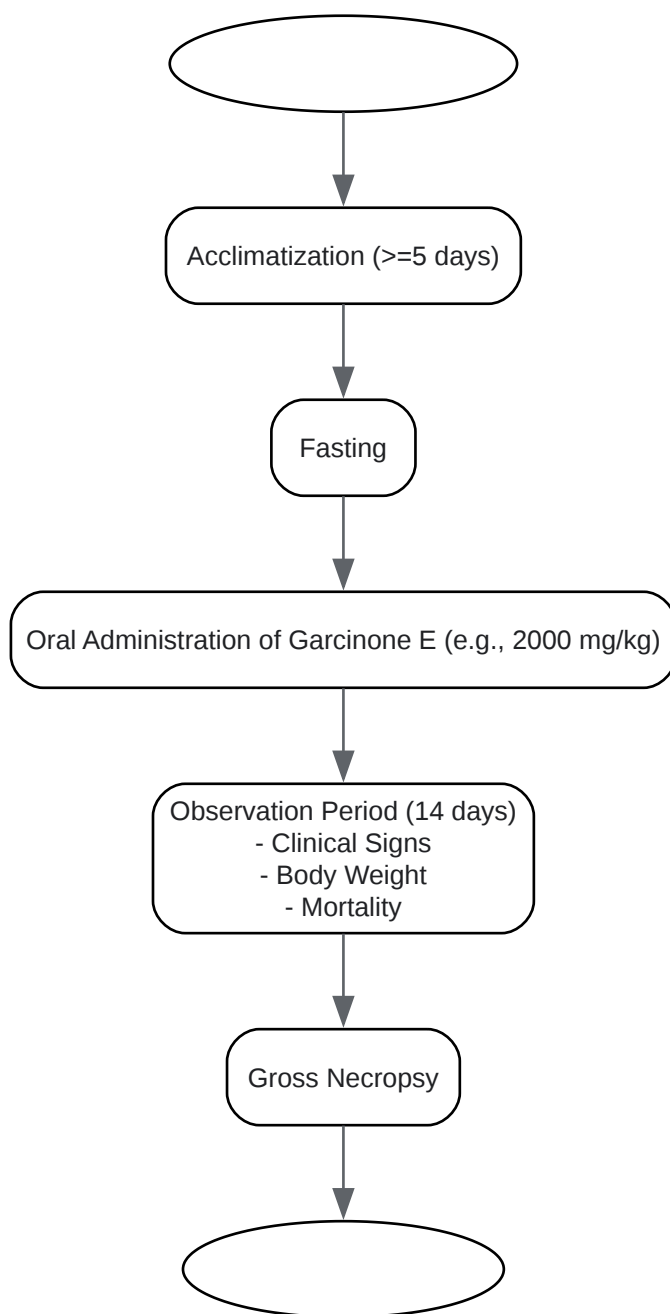 Acclimatization (>=5 days)
Fasting
Oral Administration of Garcinone E (e.g., 2000 mg/kg)
Observation Period (14 days)
- Clinical Signs
- Body Weight
- Mortality
Gross Necropsy